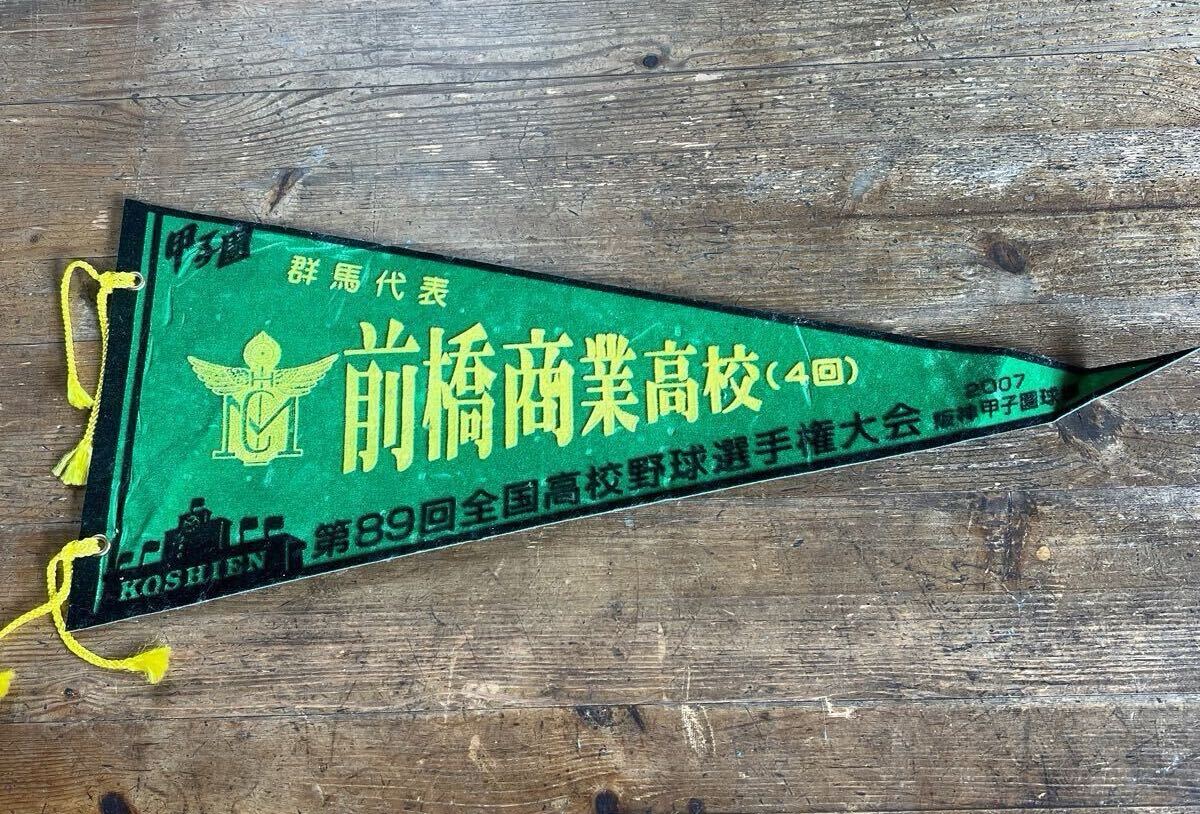 甲子園
群馬代表
前橋商業高校(4回)
第89回全国高校野球選手権大会
2007
阪神甲子園球
KOSHIEN